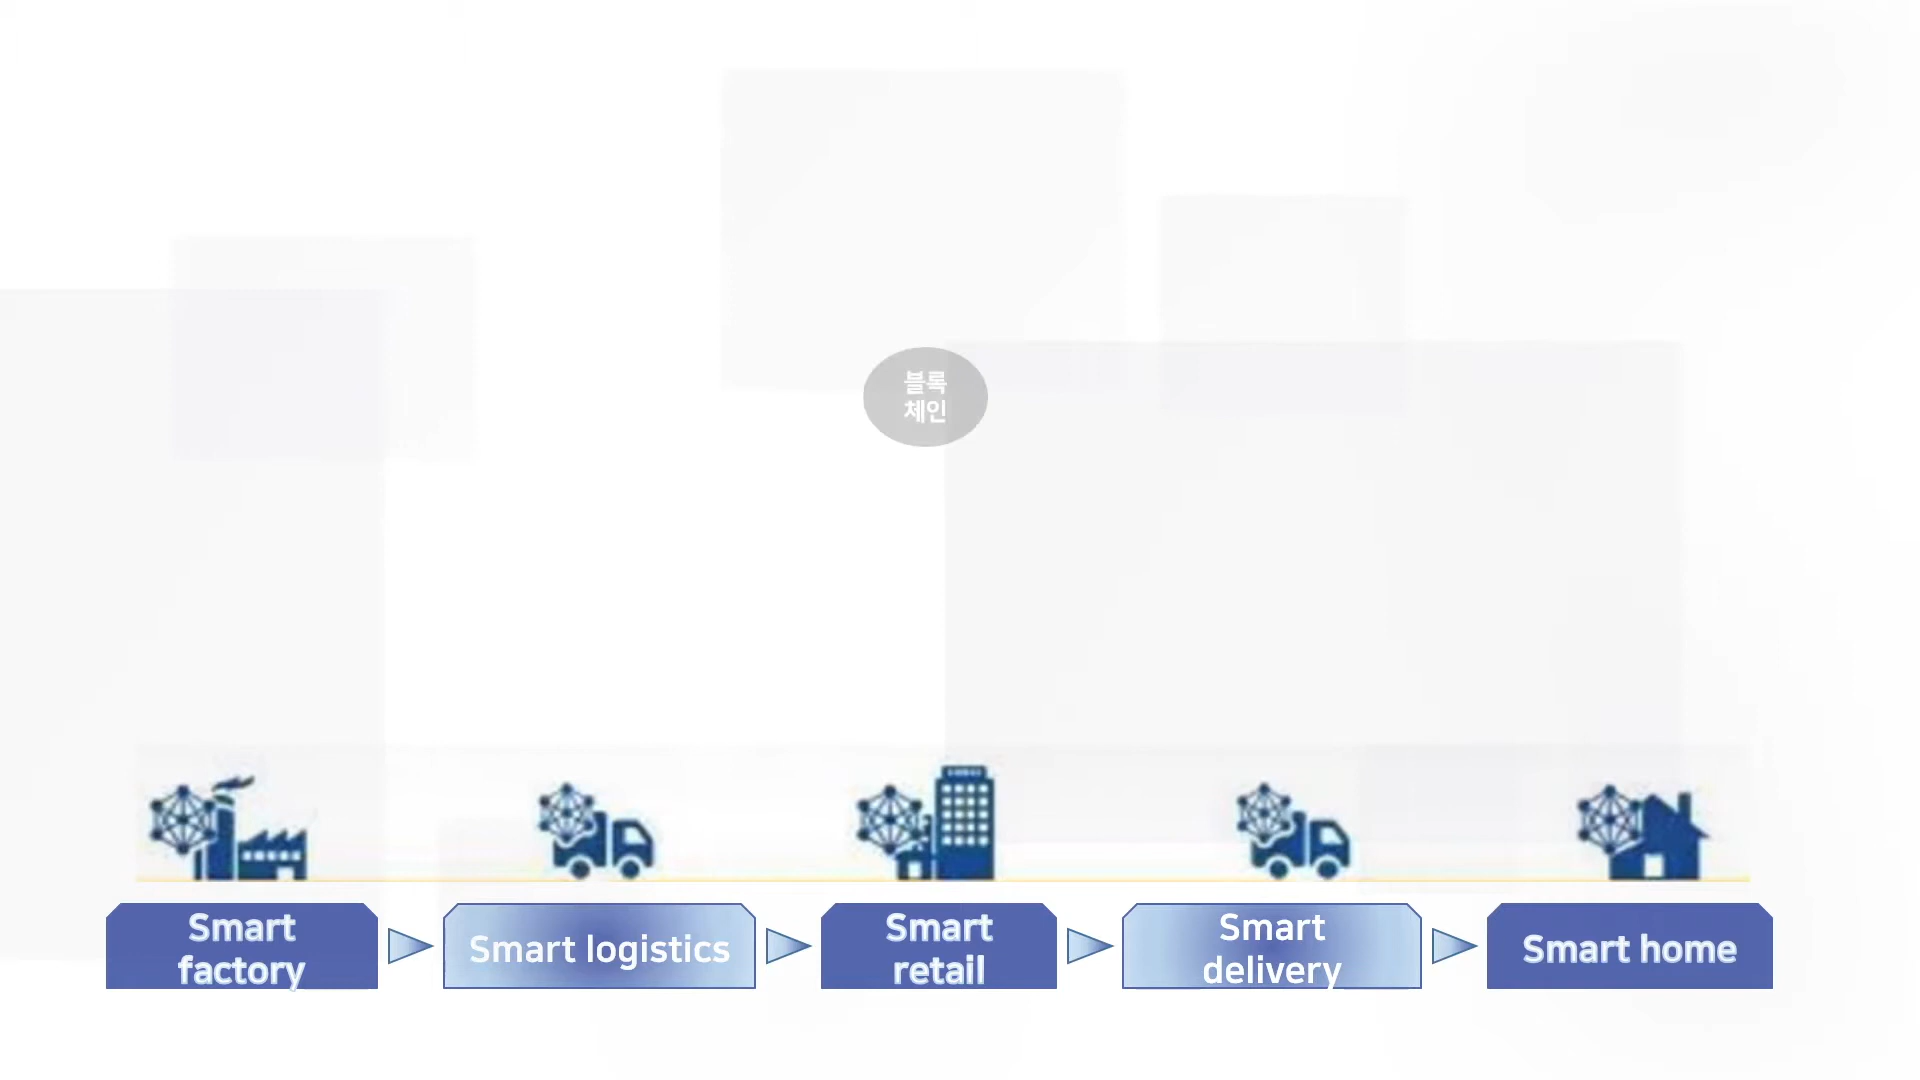 블록
체인
Smart
factory
Smart logistics
Smart
retail
Smart
delivery
Smart home